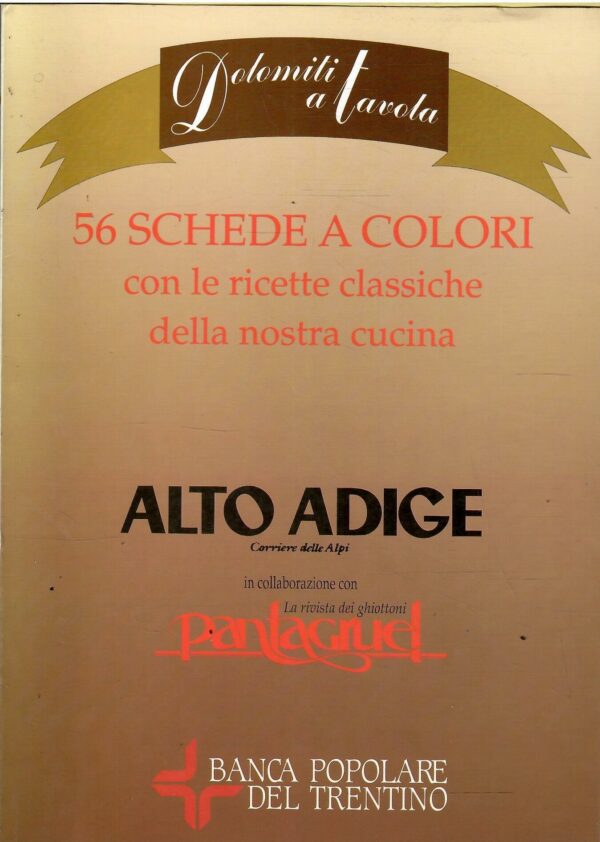 Dolomiti
a tavola
56 SCHEDE A COLORI
con le ricette classiche
della nostra cucina
ALTO ADIGE
Corriere delle Alpi
in collaborazione con
La rivista dei ghiottoni
pantagruel
BANCA POPOLARE
DEL TRENTINO